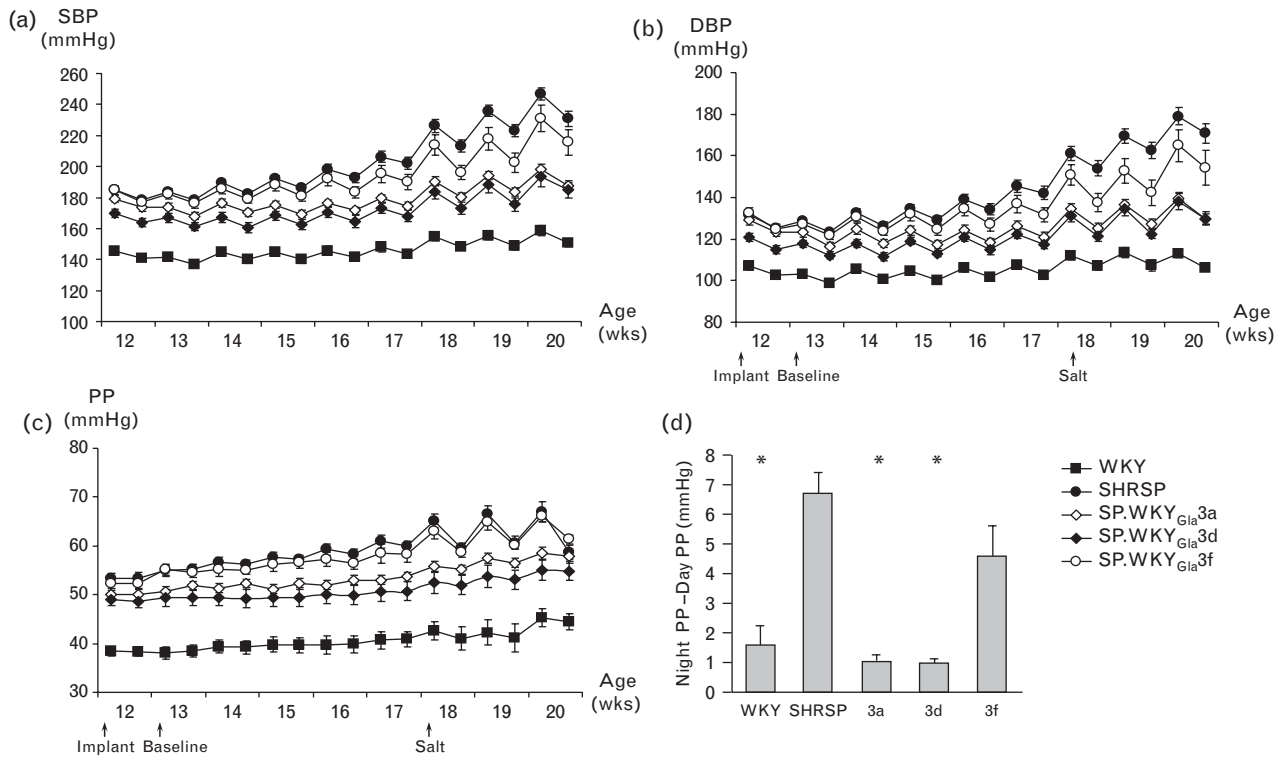 (a) SBP
(mmHg)
260
240
220
200
180
160
140
120
100
12 13 14 15 16 17 18 19 20
Age
(wks)
(b) DBP
(mmHg)
200
180
160
140
120
100
80
12 13 14 15 16 17 18 19 20
Age
(wks)
Implant Baseline Salt
(c) PP
(mmHg)
80
70
60
50
40
30
12 13 14 15 16 17 18 19 20
Age
(wks)
Implant Baseline Salt
(d)
Night PP–Day PP (mmHg)
8
7
6
5
4
3
2
1
0
* * *
WKY SHRSP 3a 3d 3f
WKY
SHRSP
SP.WKYGla3a
SP.WKYGla3d
SP.WKYGla3f